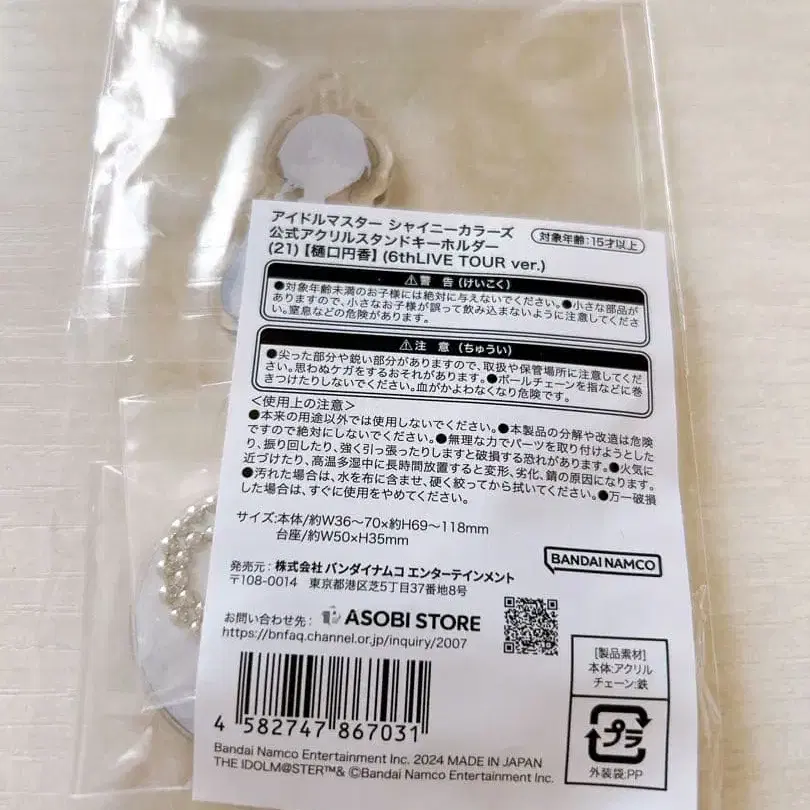 アイドルマスター シャイニーカラーズ
公式アクリルスタンドキーホルダー
対象年齢:15才以上
(21)【樋口円香】(6thLIVE TOUR ver.)
⚠警 告(けいこく)
●対象年齢未満のお子様には絶対に与えないでください。●小さな部品が
ありますので、小さなお子様が誤って飲み込まないように注意してくださ
い。窒息などの危険があります。
⚠注 意(ちゅうい)
●尖った部分や鋭い部分がありますので、取扱や保管場所に注意してくだ
さい。思わぬケガをするおそれがあります。●ボールチェーンを指などに巻
きつけたりしないでください。血がかよわなくなり危険です。
＜使用上の注意＞
●本来の用途以外では使用しないでください。●本製品の分解や改造は危険
ですので絶対にしないでください。●無理な力でパーツを取り付けようとした
り、振り回したり、強く引っ張ったりしますと破損する恐れがあります。●火気に
近づけたり、高温多湿中に長時間放置すると変形、劣化、錆の原因になります。
●汚れた場合は、水を布に含ませ、硬く絞ってから拭いてください。●万一破損
した場合は、すぐに使用をやめてください。
サイズ:本体/約W36～70×約H69～118mm
台座/約W50×H35mm
BANDAI NAMCO
発売元:株式会社 バンダイナムコ エンターテインメント
〒108-0014 東京都港区芝5丁目37番地8号
お問い合わせ先: ASOBI STORE
https://bnfaq.channel.or.jp/inquiry/2007
[製品素材]
本体:アクリル
チェーン:鉄
プラ
外装袋:PP
4 582747 867031
Bandai Namco Entertainment Inc. 2024 MADE IN JAPAN
THE IDOLM@STER™& ©Bandai Namco Entertainment Inc.